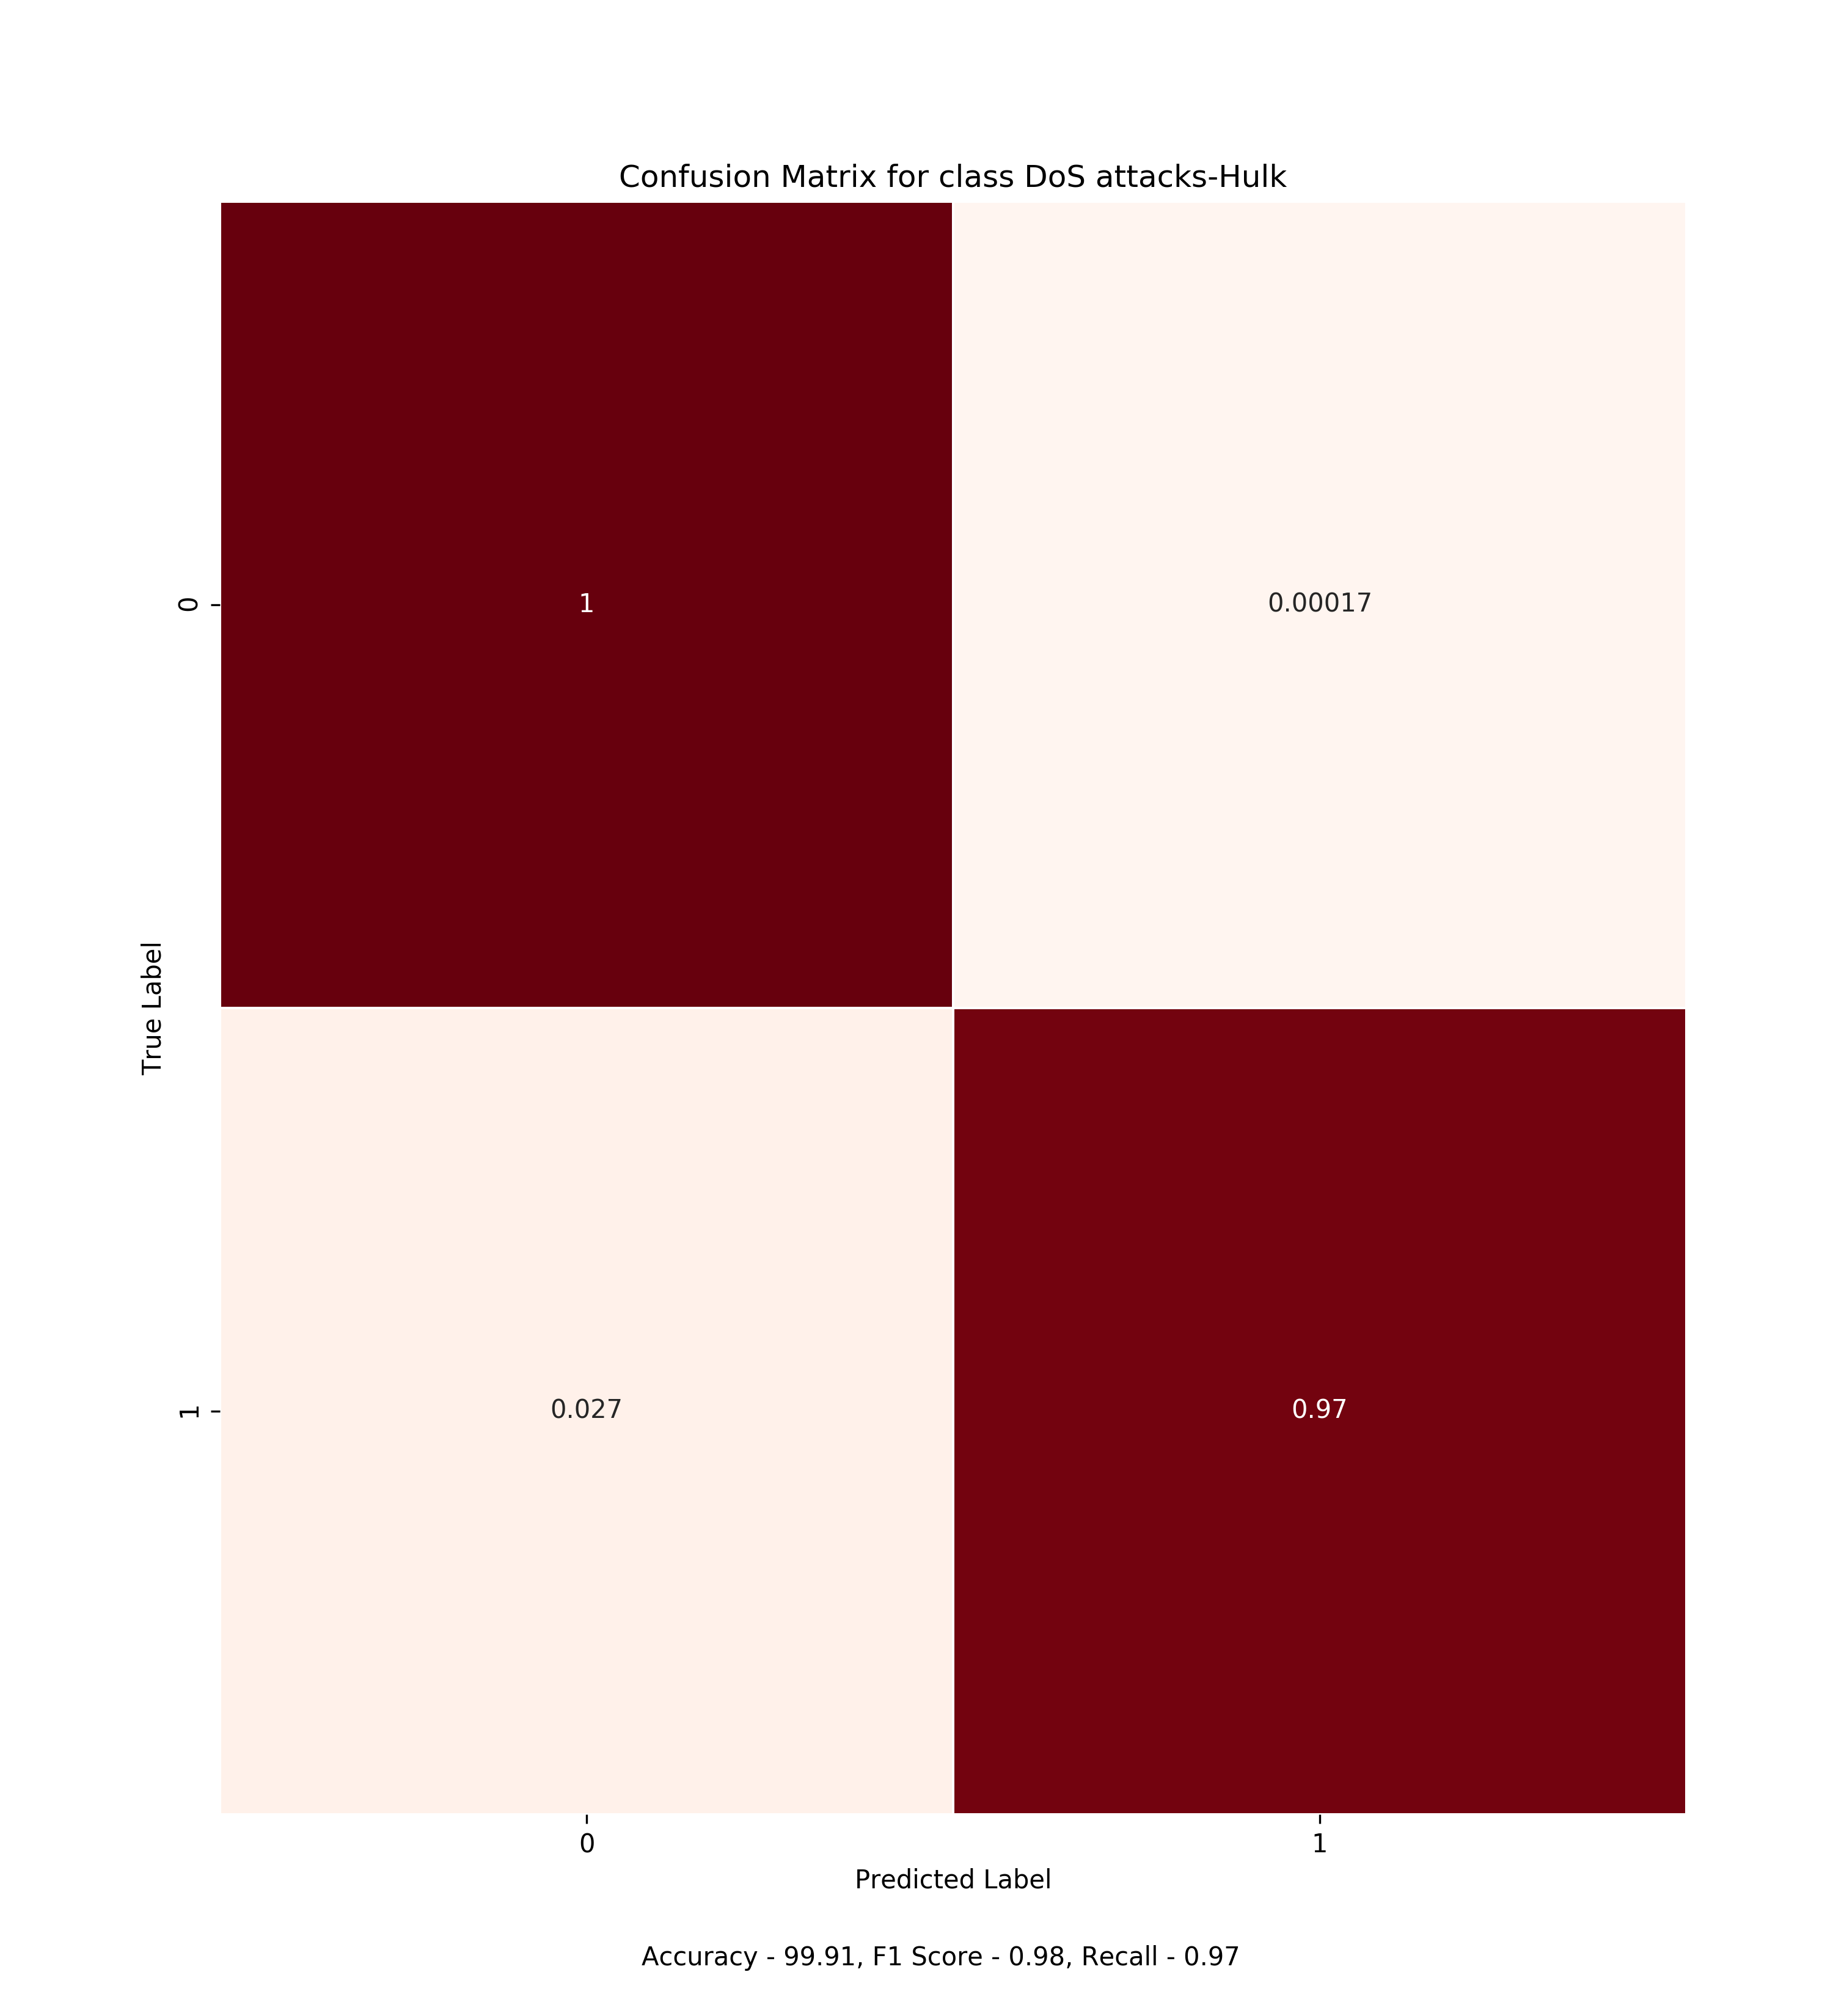 Confusion Matrix for class DoS attacks-Hulk
0
1
0.00017
True Label
1
0.027
0.97
0
1
Predicted Label
Accuracy - 99.91, F1 Score - 0.98, Recall - 0.97